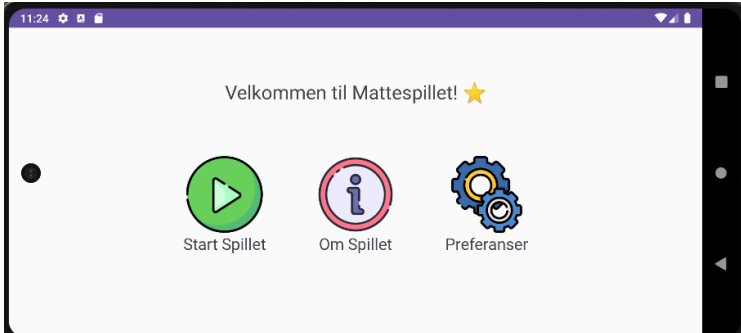 11:24
Velkommen til Mattespillet! ⭐
Start Spillet
Om Spillet
Preferanser